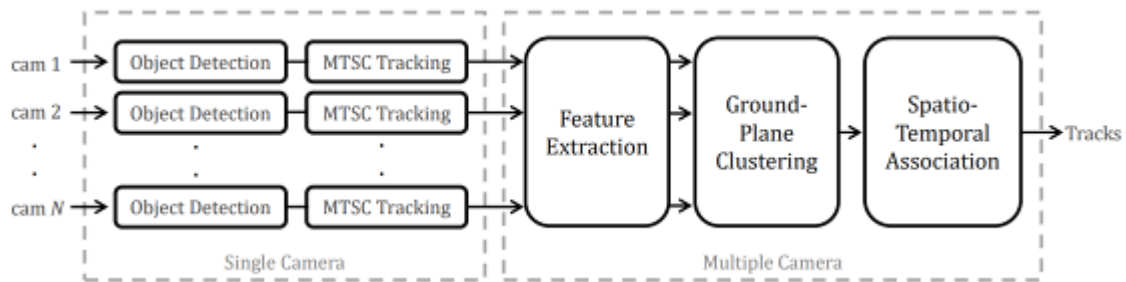 cam 1
Object Detection
MTSC Tracking
cam 2
Object Detection
MTSC Tracking
cam N
Object Detection
MTSC Tracking
Single Camera
Feature
Extraction
Ground-
Plane
Clustering
Spatio-
Temporal
Association
Tracks
Multiple Camera